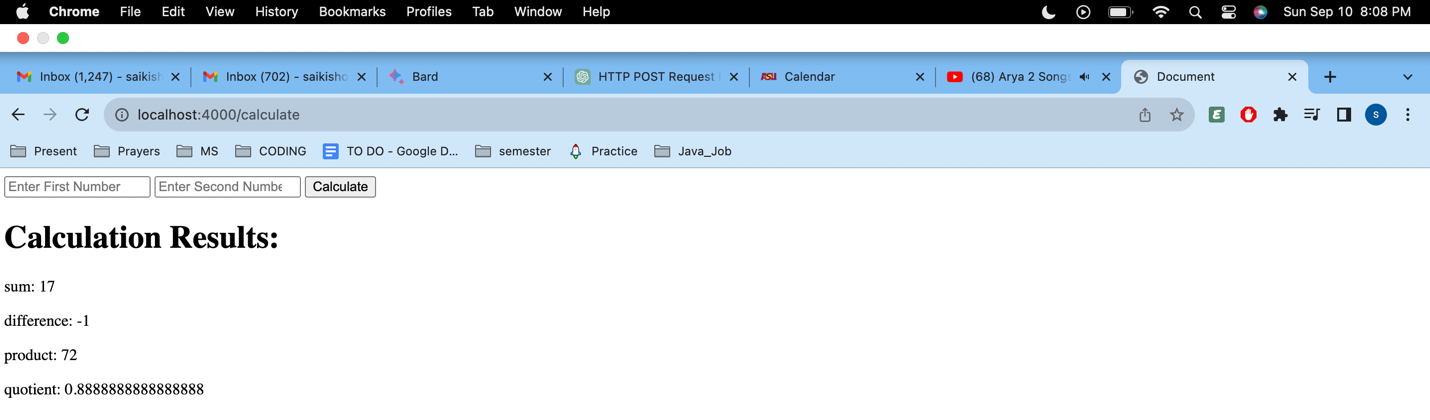 Chrome File Edit View History Bookmarks Profiles Tab Window Help Sun Sep 10 8:08 PM
Inbox (1,247) - saikish Inbox (702) - saikisho Bard HTTP POST Request ASU Calendar (68) Arya 2 Songs Document
localhost:4000/calculate E s
Present Prayers MS CODING TO DO - Google D... semester Practice Java_Job
Enter First Number Enter Second Numbe Calculate
Calculation Results:
sum: 17
difference: -1
product: 72
quotient: 0.8888888888888888